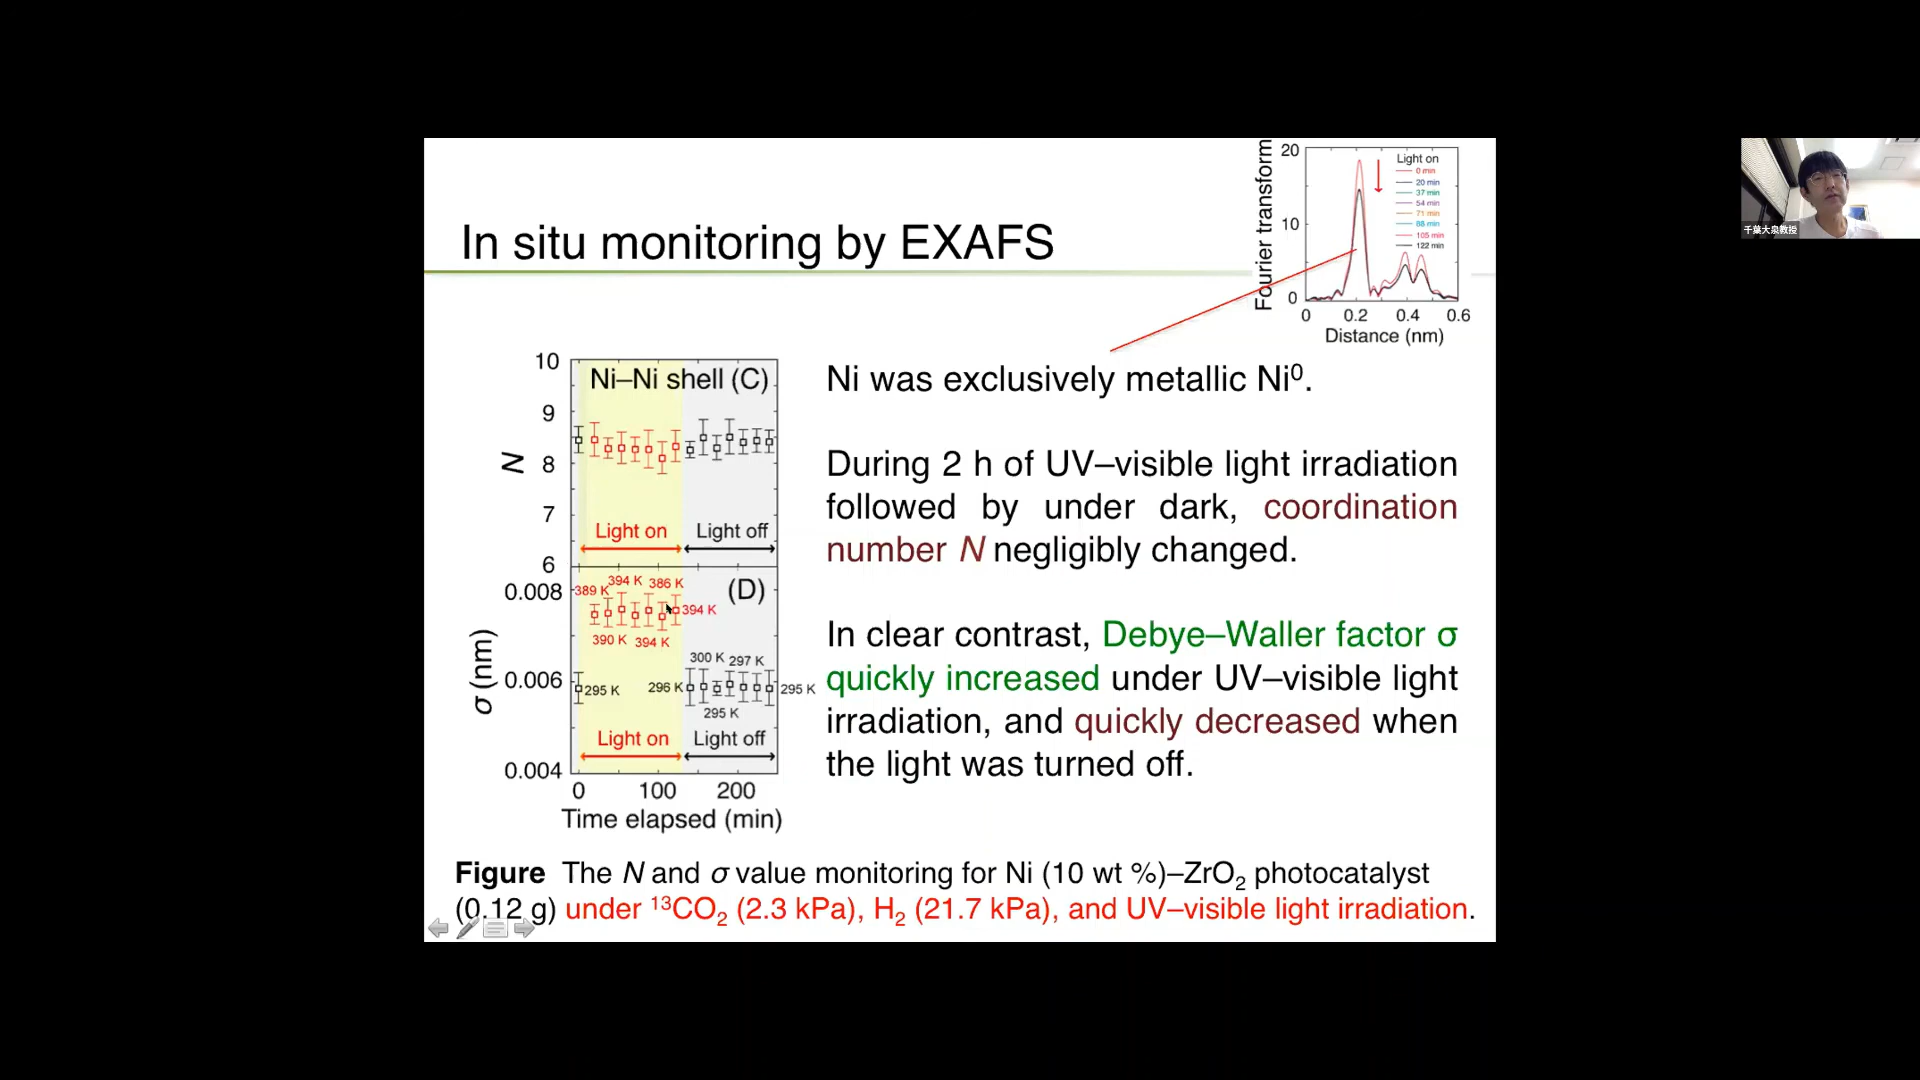 In situ monitoring by EXAFS
Fourier transform
20
10
0
Light on
0 min
20 min
37 min
54 min
71 min
88 min
105 min
122 min
0 0.2 0.4 0.6
Distance (nm)
千葉大泉教授
10
9
8
7
6
N
Ni–Ni shell (C)
Light on
Light off
0.008
0.006
0.004
σ (nm)
(D)
394 K 386 K
389 K
394 K
390 K 394 K
300 K 297 K
295 K
296 K
295 K
295 K
Light on
Light off
0 100 200
Time elapsed (min)
Ni was exclusively metallic Ni⁰.
During 2 h of UV–visible light irradiation
followed by under dark, coordination
number N negligibly changed.
In clear contrast, Debye–Waller factor σ
quickly increased under UV–visible light
irradiation, and quickly decreased when
the light was turned off.
Figure The N and σ value monitoring for Ni (10 wt %)–ZrO₂ photocatalyst
(0.12 g) under ¹³CO₂ (2.3 kPa), H₂ (21.7 kPa), and UV–visible light irradiation.